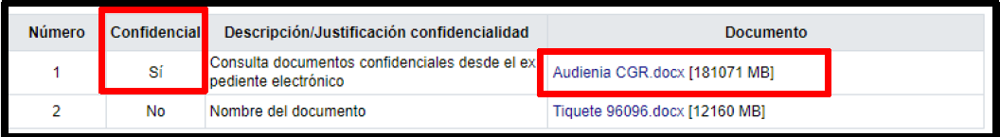 Número Confidencial Descripción/Justificación confidencialidad Documento
1 Sí Consulta documentos confidenciales desde el ex
pediente electrónico Audienia CGR.docx [181071 MB]
2 No Nombre del documento Tiquete 96096.docx [12160 MB]